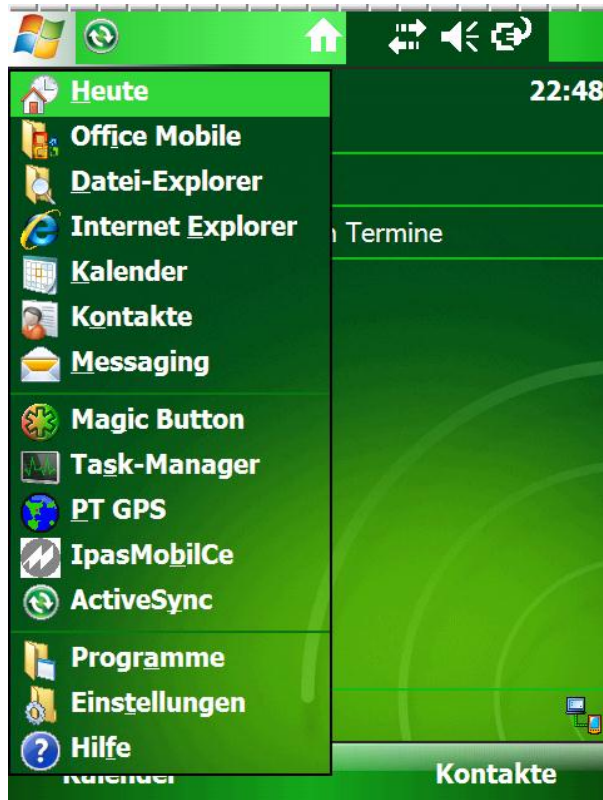 22:48
Heute
Office Mobile
Datei-Explorer
Internet Explorer
Termine
Kalender
Kontakte
Messaging
Magic Button
Task-Manager
PT GPS
IpasMobilCe
ActiveSync
Programme
Einstellungen
Hilfe
Kalender
Kontakte